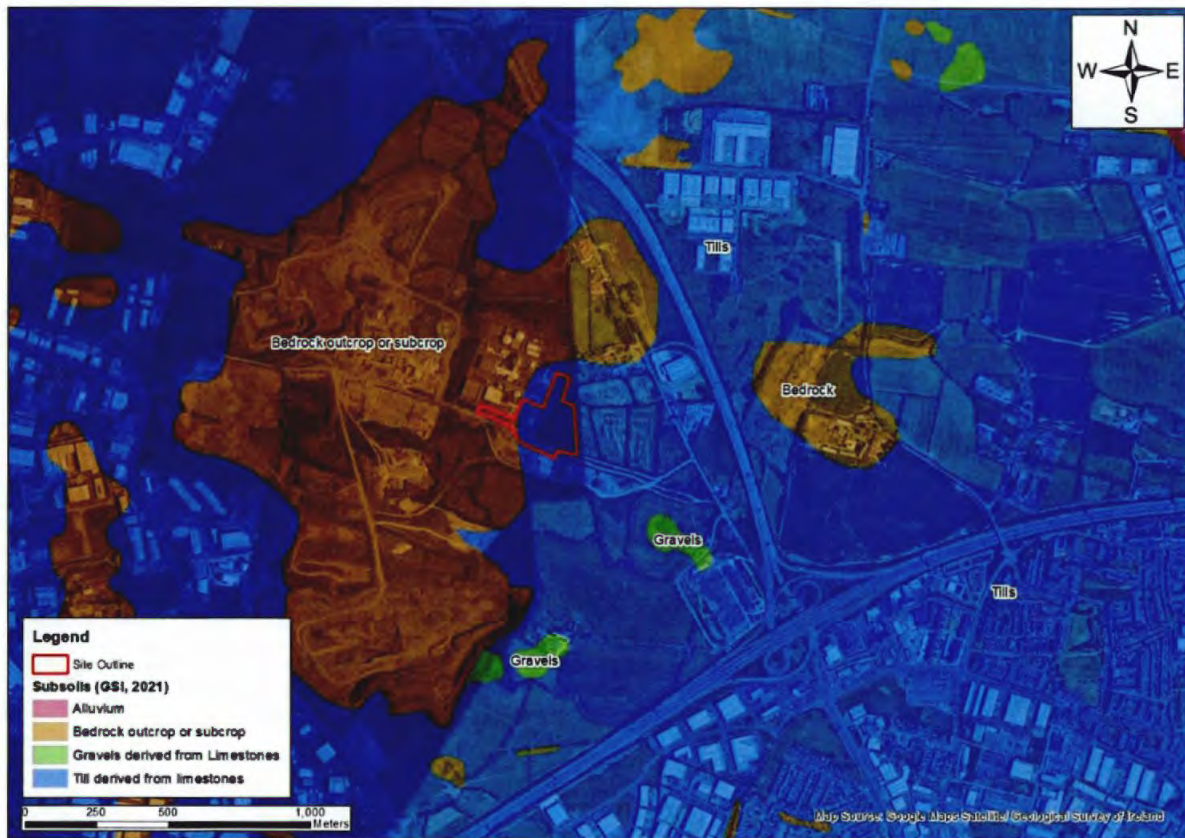 N
W E
S
Tills
Bedrock outcrop or subcrop
Bedrock
Gravels
Tills
Gravels
Legend
Site Outline
Subsoils (GSI, 2021)
Alluvium
Bedrock outcrop or subcrop
Gravels derived from Limestones
Till derived from limestones
0 250 500 1,000
Meters
Map Source: Google Maps Satellite/ Geological Survey of Ireland